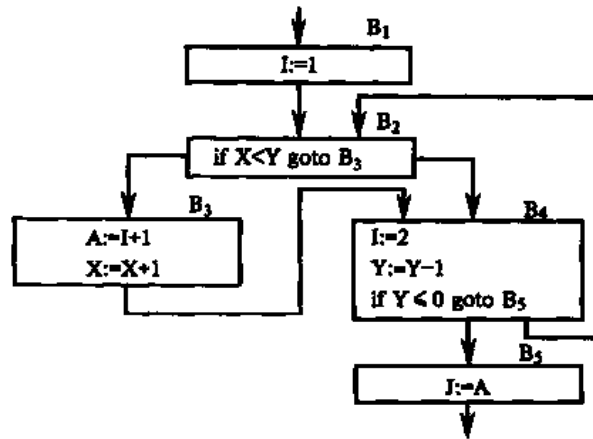 B₁
I:=1
B₂
if X<Y goto B₃
B₃
A:=I+1
X:=X+1
B₄
I:=2
Y:=Y−1
if Y⩽0 goto B₅
B₅
J:=A